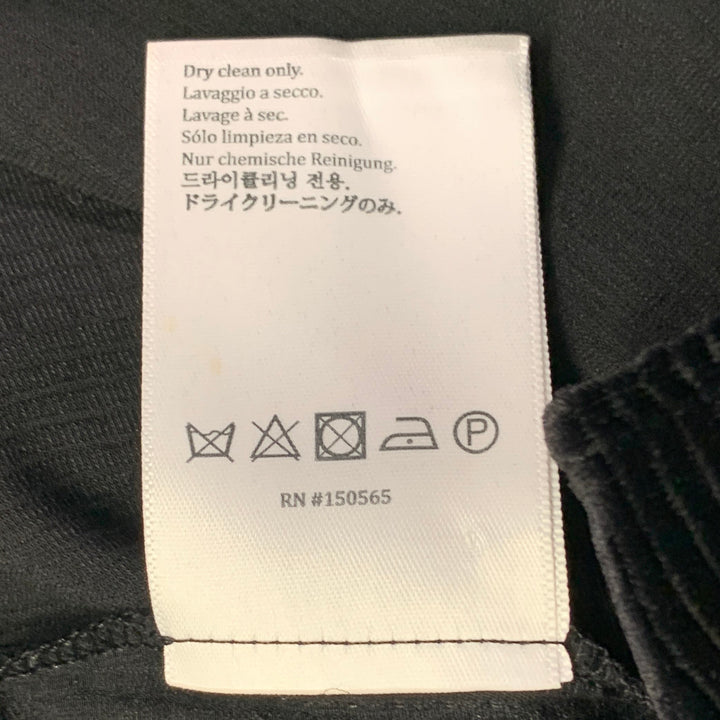 Dry clean only.
Lavaggio a secco.
Lavage à sec.
Sólo limpieza en seco.
Nur chemische Reinigung.
드라이클리닝 전용.
ドライクリーニングのみ.
P
RN #150565